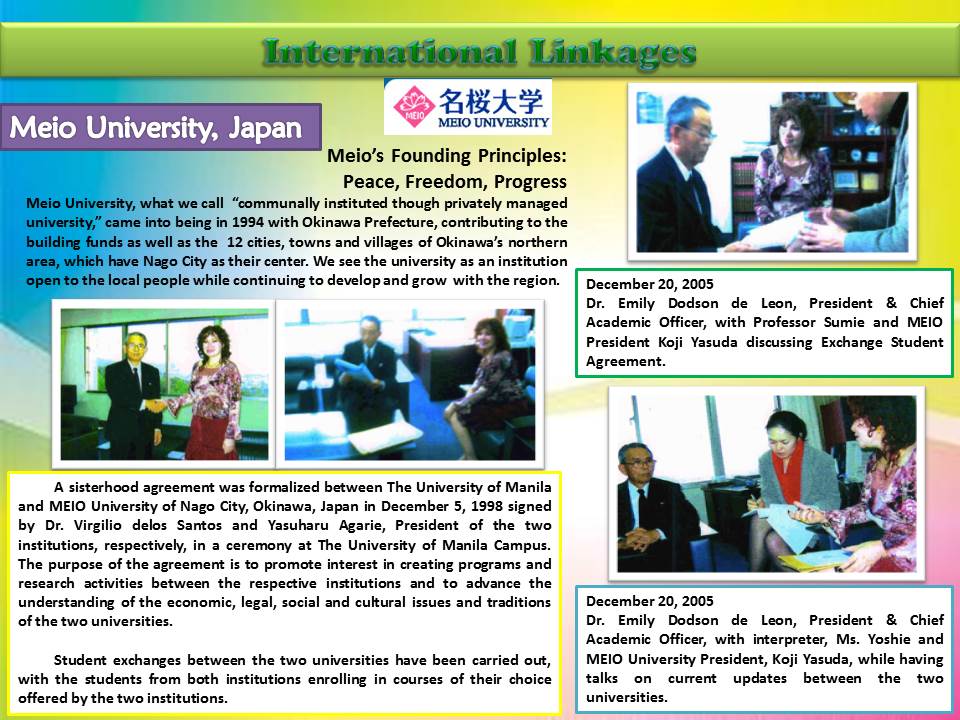 International Linkages
Meio University, Japan
MEIO
名桜大学
MEIO UNIVERSITY
Meio's Founding Principles:
Peace, Freedom, Progress
Meio University, what we call "communally instituted though privately managed
university," came into being in 1994 with Okinawa Prefecture, contributing to the
building funds as well as the 12 cities, towns and villages of Okinawa's northern
area, which have Nago City as their center. We see the university as an institution
open to the local people while continuing to develop and grow with the region.
December 20, 2005
Dr. Emily Dodson de Leon, President & Chief
Academic Officer, with Professor Sumie and MEIO
President Koji Yasuda discussing Exchange Student
Agreement.
A sisterhood agreement was formalized between The University of Manila
and MEIO University of Nago City, Okinawa, Japan in December 5, 1998 signed
by Dr. Virgilio delos Santos and Yasuharu Agarie, President of the two
institutions, respectively, in a ceremony at The University of Manila Campus.
The purpose of the agreement is to promote interest in creating programs and
research activities between the respective institutions and to advance the
understanding of the economic, legal, social and cultural issues and traditions
of the two universities.
Student exchanges between the two universities have been carried out,
with the students from both institutions enrolling in courses of their choice
offered by the two institutions.
December 20, 2005
Dr. Emily Dodson de Leon, President & Chief
Academic Officer, with interpreter, Ms. Yoshie and
MEIO University President, Koji Yasuda, while having
talks on current updates between the two
universities.